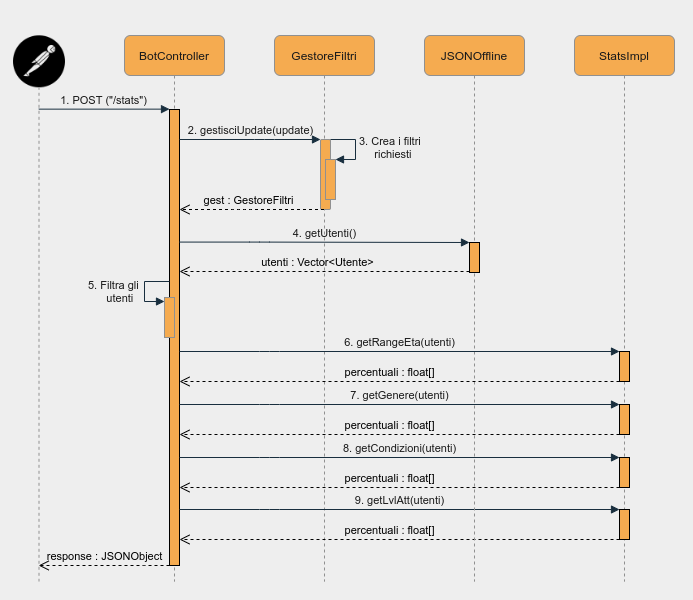 BotController
GestoreFiltri
JSONOffline
StatsImpl
1. POST ("/stats")
2. gestisciUpdate(update)
3. Crea i filtri
richiesti
gest : GestoreFiltri
4. getUtenti()
utenti : Vector<Utente>
5. Filtra gli
utenti
6. getRangeEta(utenti)
percentuali : float[]
7. getGenere(utenti)
percentuali : float[]
8. getCondizioni(utenti)
percentuali : float[]
9. getLvlAtt(utenti)
percentuali : float[]
response : JSONObject